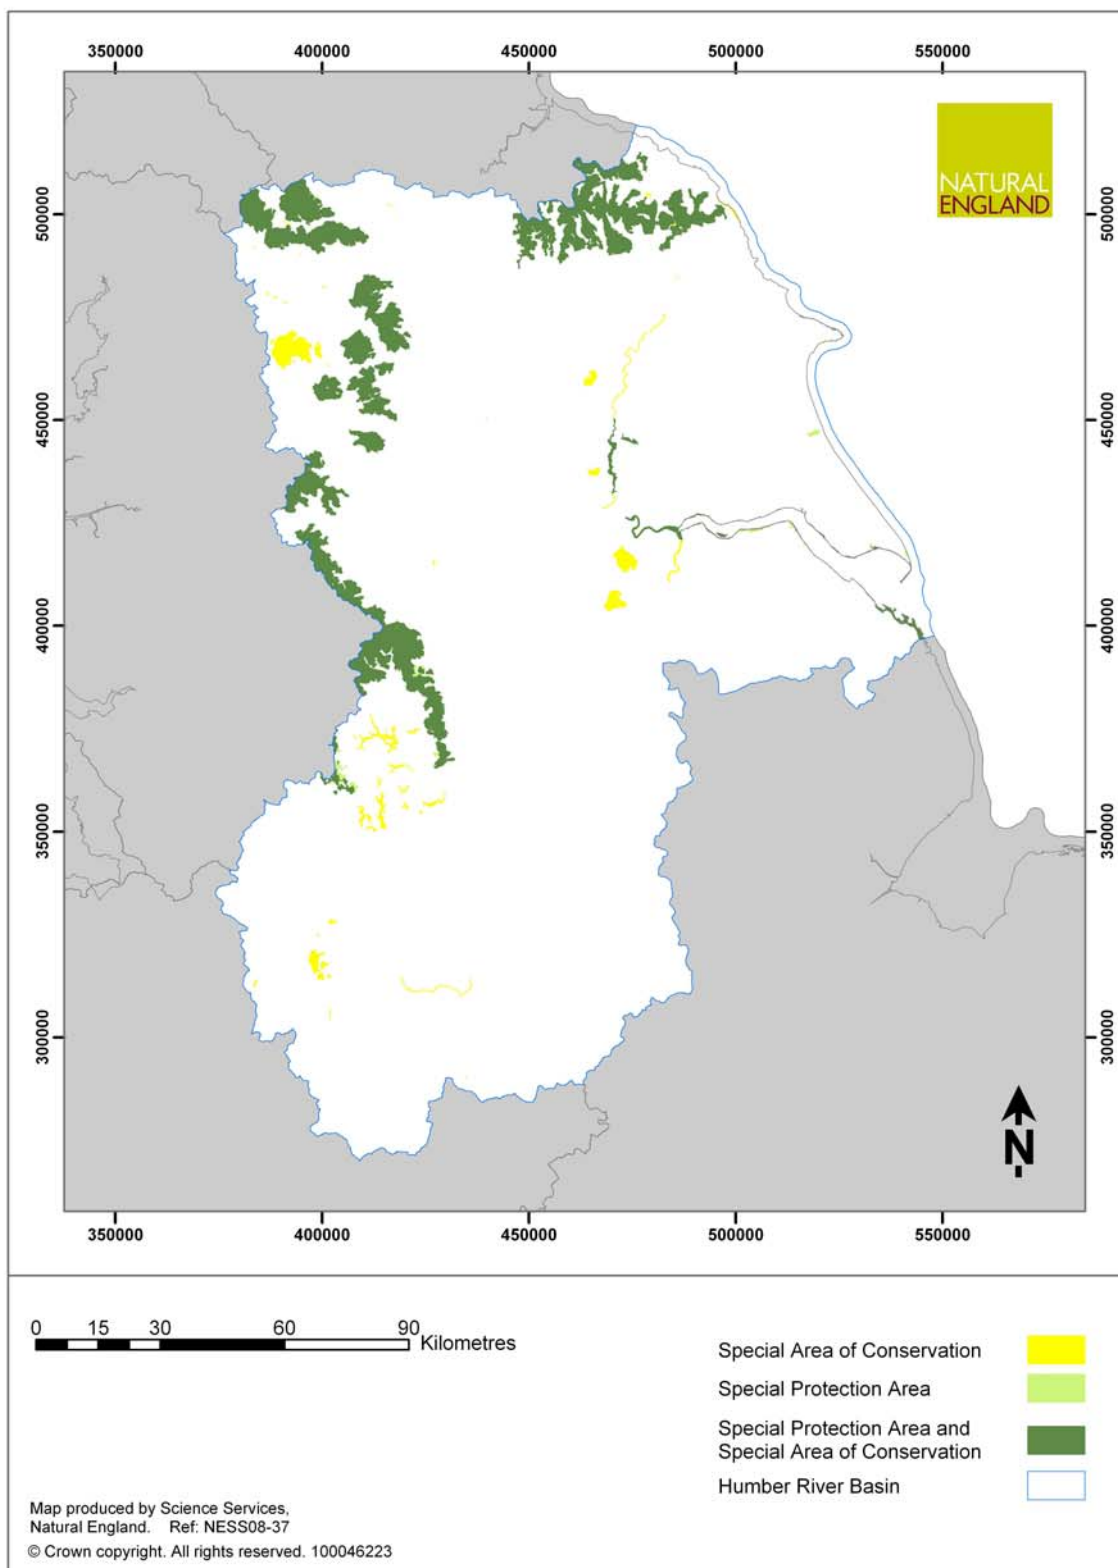 350000 400000 450000 500000 550000
NATURAL
ENGLAND
500000 500000
450000 450000
400000 400000
350000 350000
300000 300000
N
350000 400000 450000 500000 550000
0 15 30 60 90
Kilometres
Special Area of Conservation
Special Protection Area
Special Protection Area and
Special Area of Conservation
Humber River Basin
Map produced by Science Services,
Natural England. Ref: NESS08-37
© Crown copyright. All rights reserved. 100046223